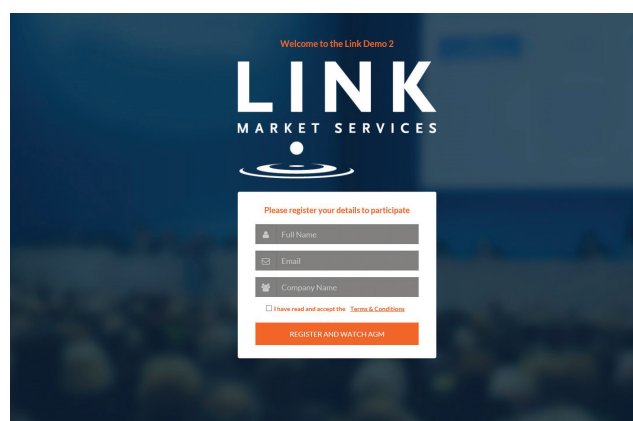 Welcome to the Link Demo 2
LINK
MARKET SERVICES
Please register your details to participate
Full Name
Email
Company Name
I have read and accept the Terms & Conditions
REGISTER AND WATCH AGM